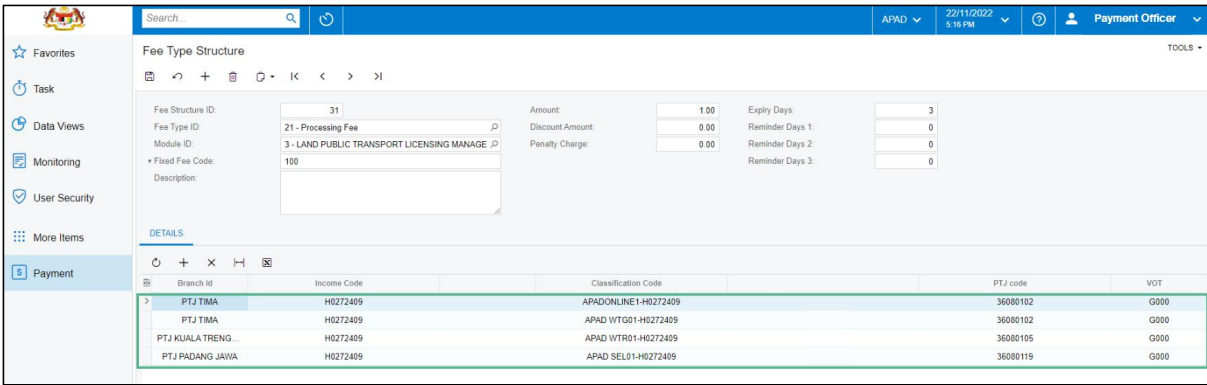 Search...
APAD
22/11/2022
5:16 PM
Payment Officer
Favorites
Task
Data Views
Monitoring
User Security
More Items
Payment
Fee Type Structure
TOOLS
Fee Structure ID: 31 Amount: 1.00 Expiry Days: 3
Fee Type ID: 21 - Processing Fee Discount Amount: 0.00 Reminder Days 1: 0
Module ID: 3 - LAND PUBLIC TRANSPORT LICENSING MANAGE Penalty Charge: 0.00 Reminder Days 2: 0
* Fixed Fee Code: 100 Reminder Days 3: 0
Description:
DETAILS
Branch Id Income Code Classification Code PTJ code VOT
PTJ TIMA H0272409 APADONLINE1-H0272409 36080102 G000
PTJ TIMA H0272409 APAD WTG01-H0272409 36080102 G000
PTJ KUALA TRENG... H0272409 APAD WTR01-H0272409 36080105 G000
PTJ PADANG JAWA H0272409 APAD SEL01-H0272409 36080119 G000